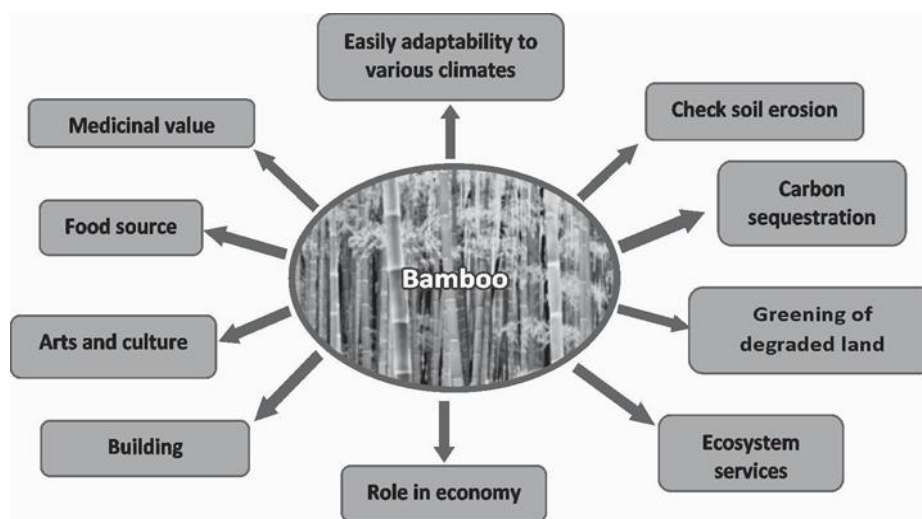 Easily adaptability to
various climates
Medicinal value
Check soil erosion
Food source
Carbon
sequestration
Bamboo
Arts and culture
Greening of
degraded land
Building
Ecosystem
services
Role in economy